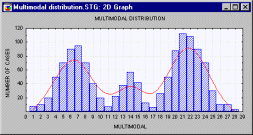 Multimodal distribution.STG: 2D Graph
MULTIMODAL DISTRIBUTION
NUMBER OF CASES
120
100
80
60
40
20
0
0 1 2 3 4 5 6 7 8 9 10 11 12 13 14 15 16 17 18 19 20 21 22 23 24 25 26 27 28 29
MULTIMODAL